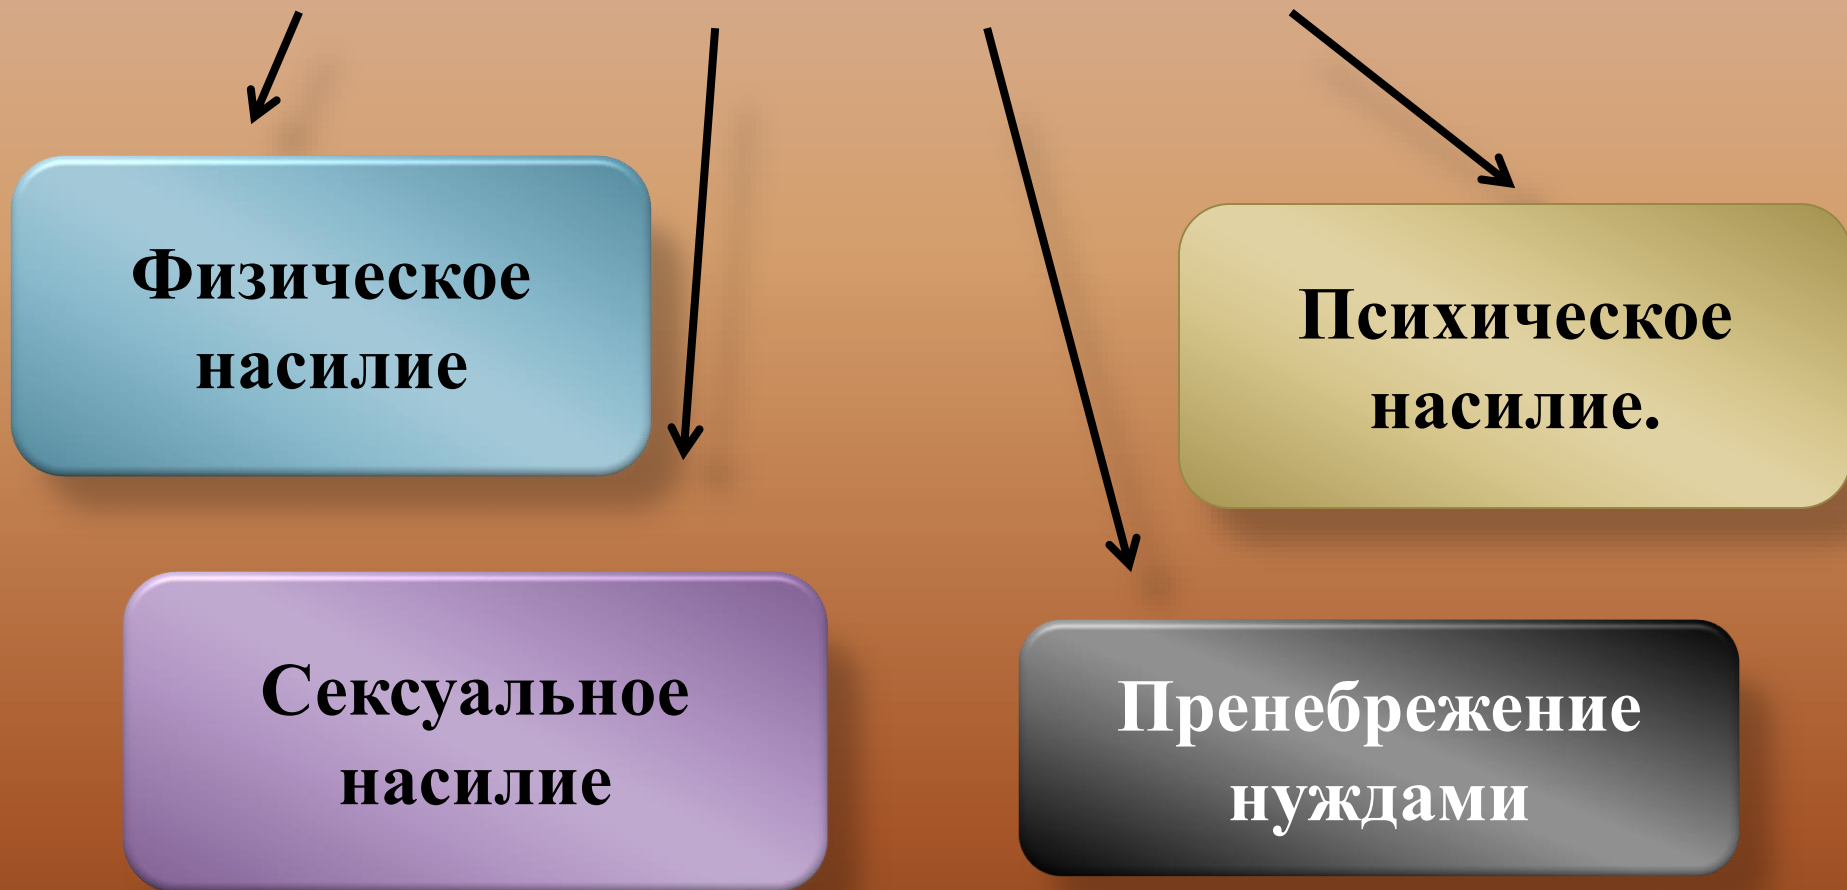 Физическое
насилие
Психическое
насилие.
Сексуальное
насилие
Пренебрежение
нуждами